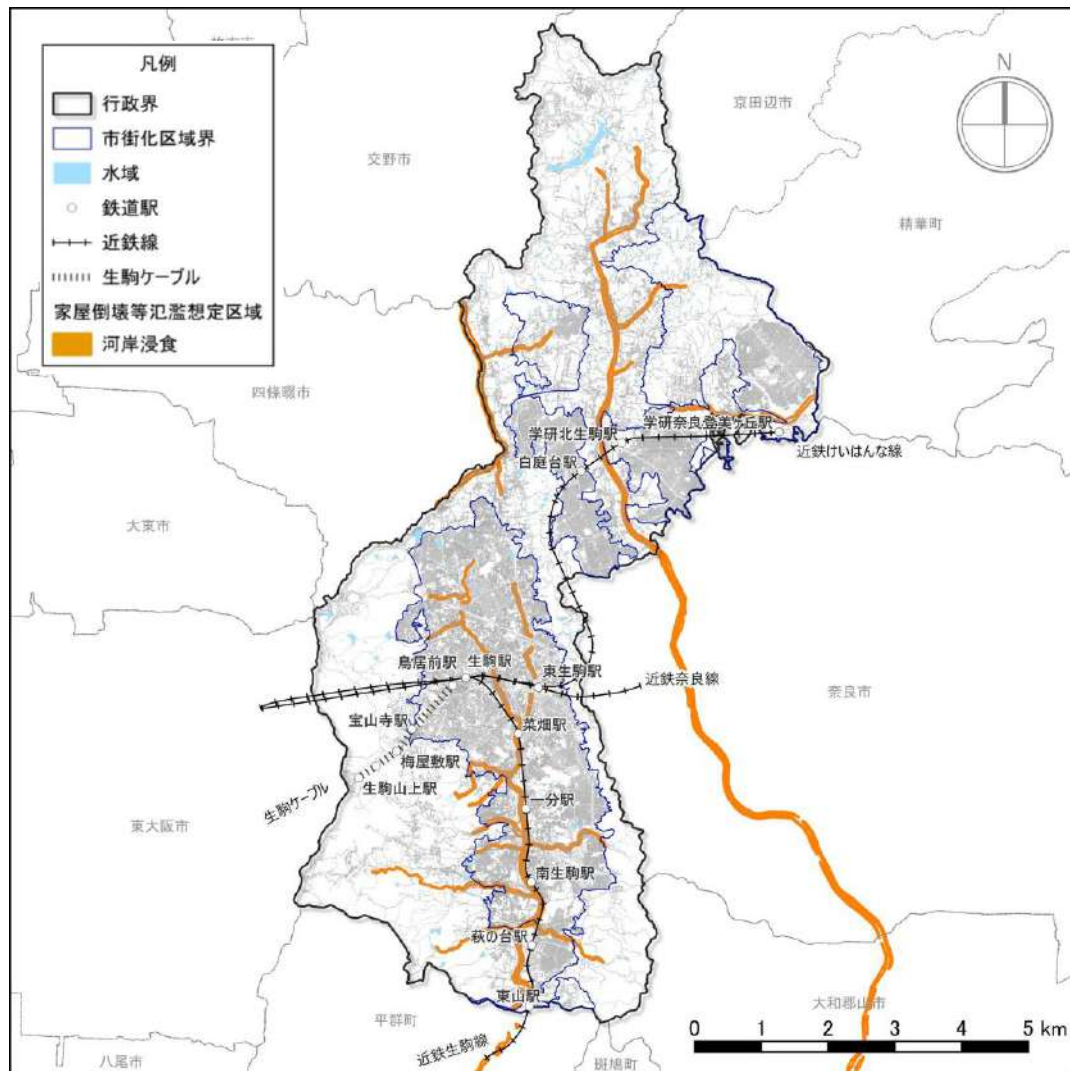 凡例
行政界
市街化区域界
水域
鉄道駅
近鉄線
生駒ケーブル
家屋倒壊等氾濫想定区域
河岸浸食
N
京田辺市
交野市
精華町
四條畷市
学研北生駒駅
学研奈良登美ケ丘駅
近鉄けいはんな線
白庭台駅
大東市
鳥居前駅
生駒駅
東生駒駅
近鉄奈良線
奈良市
宝山寺駅
菜畑駅
梅屋敷駅
生駒山上駅
生駒ケーブル
一分駅
東大阪市
南生駒駅
萩の台駅
東山駅
大和郡山市
平群町
近鉄生駒線
八尾市
斑鳩町
0 1 2 3 4 5 km